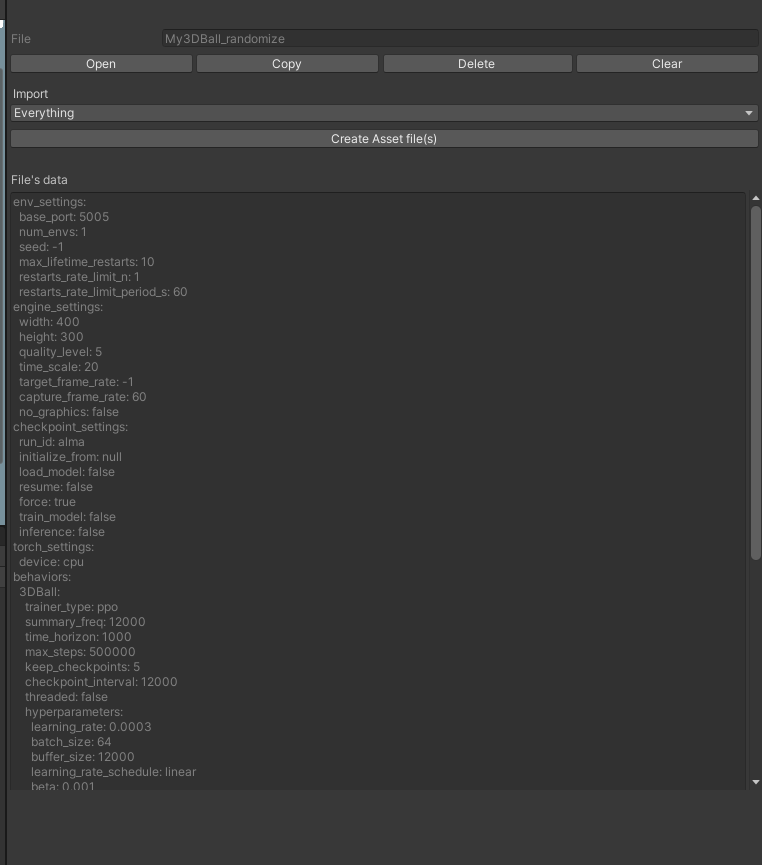 File My3DBall_randomize
Open Copy Delete Clear
Import
Everything
Create Asset file(s)
File's data
env_settings:
base_port: 5005
num_envs: 1
seed: -1
max_lifetime_restarts: 10
restarts_rate_limit_n: 1
restarts_rate_limit_period_s: 60
engine_settings:
width: 400
height: 300
quality_level: 5
time_scale: 20
target_frame_rate: -1
capture_frame_rate: 60
no_graphics: false
checkpoint_settings:
run_id: alma
initialize_from: null
load_model: false
resume: false
force: true
train_model: false
inference: false
torch_settings:
device: cpu
behaviors:
3DBall:
trainer_type: ppo
summary_freq: 12000
time_horizon: 1000
max_steps: 500000
keep_checkpoints: 5
checkpoint_interval: 12000
threaded: false
hyperparameters:
learning_rate: 0.0003
batch_size: 64
buffer_size: 12000
learning_rate_schedule: linear
beta: 0.001